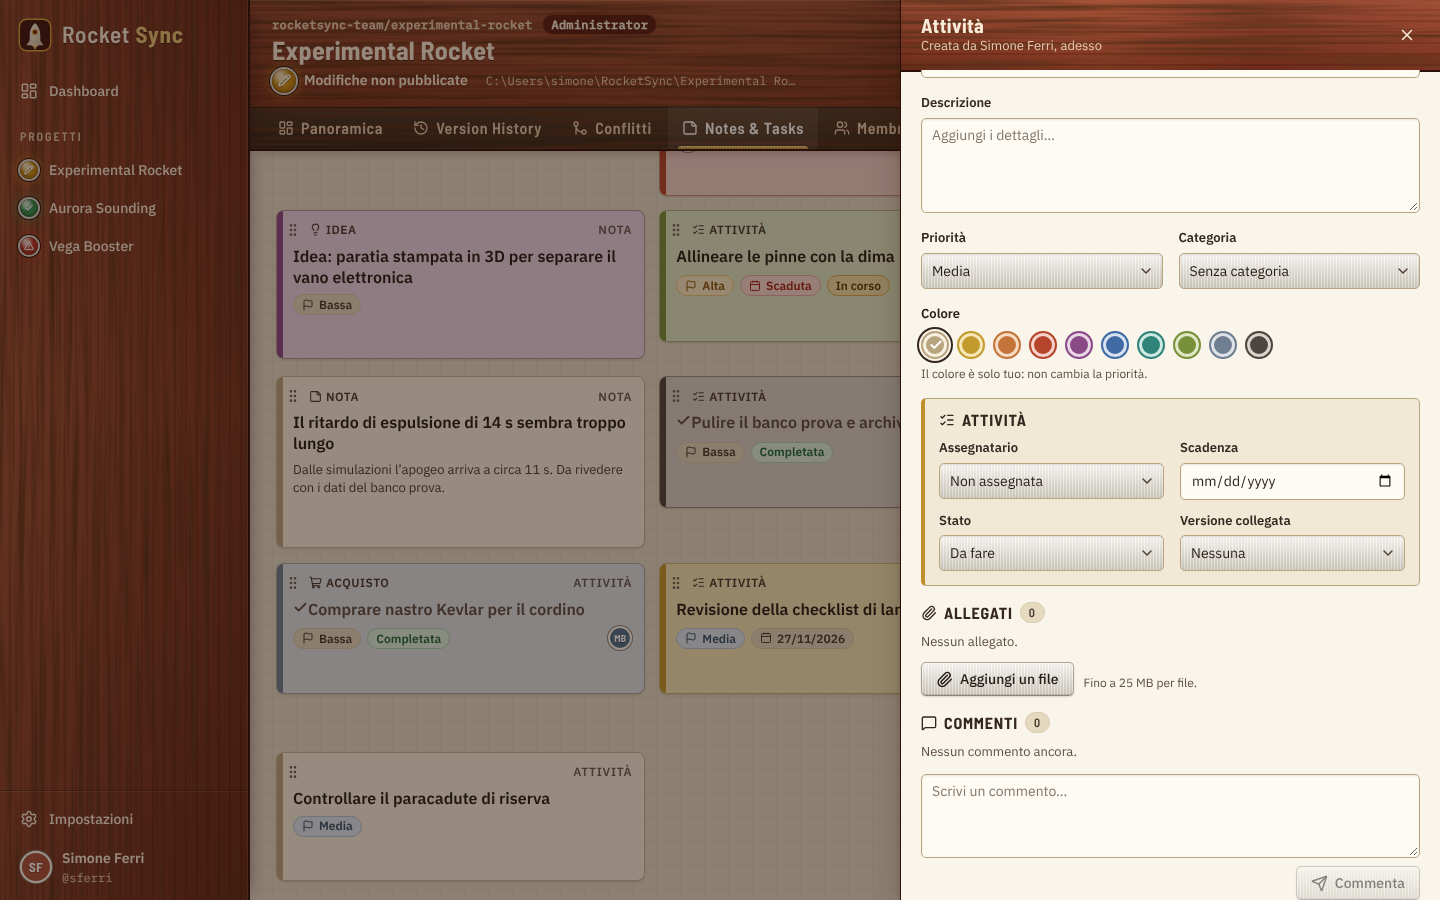 Rocket Sync
Dashboard
PROGETTI
Experimental Rocket
Aurora Sounding
Vega Booster
Impostazioni
SF
Simone Ferri
@sferri
rocketsync-team/experimental-rocket
Administrator
Experimental Rocket
Modifiche non pubblicate
C:\Users\simone\RocketSync\Experimental Ro…
Panoramica
Version History
Conflitti
Notes & Tasks
Memb
IDEA
NOTA
Idea: paratia stampata in 3D per separare il
vano elettronica
Bassa
ATTIVITÀ
Allineare le pinne con la dima
Alta
Scaduta
In corso
NOTA
NOTA
Il ritardo di espulsione di 14 s sembra troppo
lungo
Dalle simulazioni l’apogeo arriva a circa 11 s. Da rivedere
con i dati del banco prova.
ATTIVITÀ
Pulire il banco prova e archiv
Bassa
Completata
ACQUISTO
ATTIVITÀ
Comprare nastro Kevlar per il cordino
Bassa
Completata
MB
ATTIVITÀ
Revisione della checklist di lan
Media
27/11/2026
ATTIVITÀ
Controllare il paracadute di riserva
Media
Attività
Creata da Simone Ferri, adesso
Descrizione
Aggiungi i dettagli…
Priorità
Categoria
Media
Senza categoria
Colore
Il colore è solo tuo: non cambia la priorità.
ATTIVITÀ
Assegnatario
Scadenza
Non assegnata
mm/dd/yyyy
Stato
Versione collegata
Da fare
Nessuna
ALLEGATI
0
Nessun allegato.
Aggiungi un file
Fino a 25 MB per file.
COMMENTI
0
Nessun commento ancora.
Scrivi un commento…
Commenta